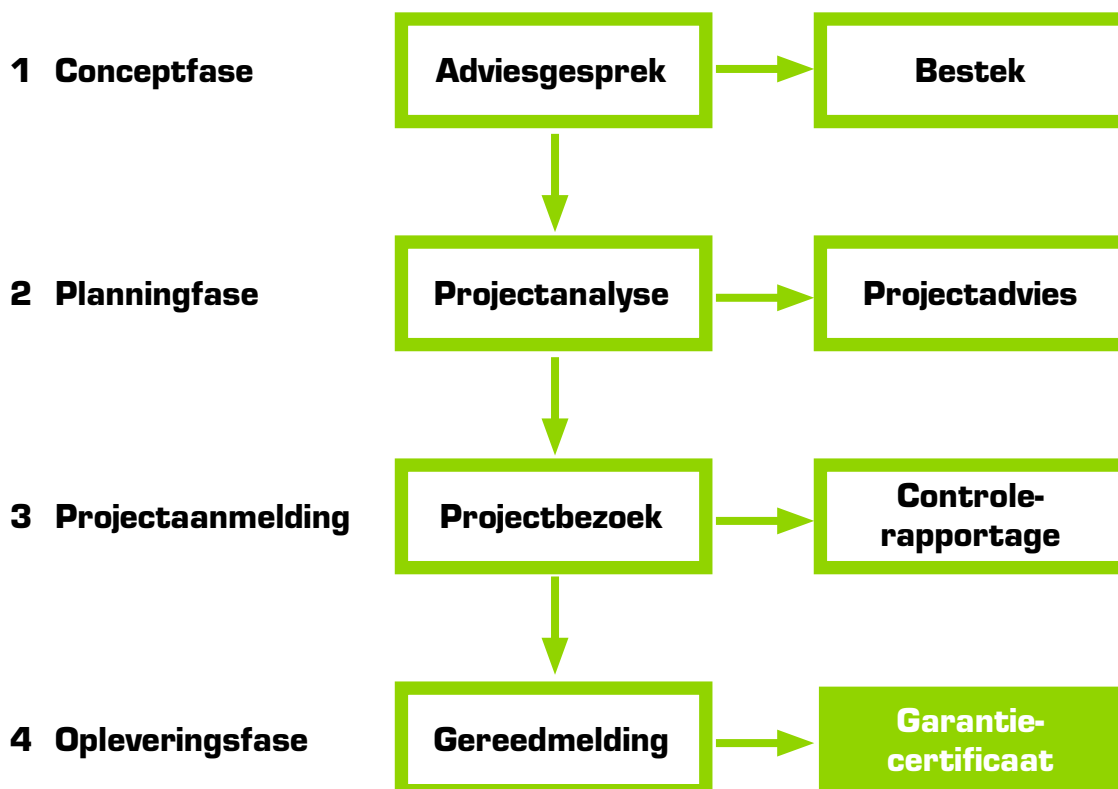 1 Conceptfase
Adviesgesprek
Bestek
2 Planningfase
Projectanalyse
Projectadvies
3 Projectaanmelding
Projectbezoek
Controle-
rapportage
4 Opleveringsfase
Gereedmelding
Garantie-
certificaat